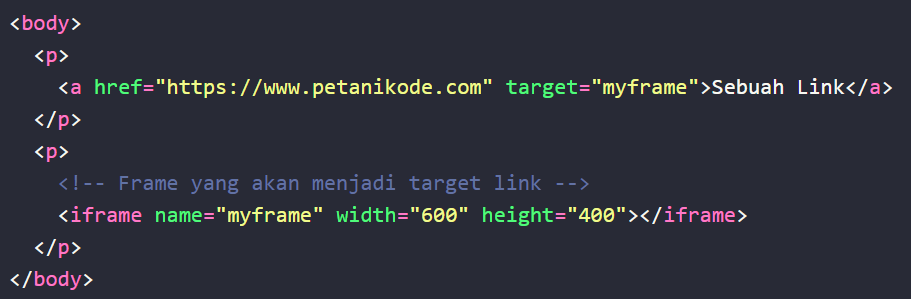 <body>
<p>
<a href="https://www.petanikode.com" target="myframe">Sebuah Link</a>
</p>
<p>
<!-- Frame yang akan menjadi target link -->
<iframe name="myframe" width="600" height="400"></iframe>
</p>
</body>